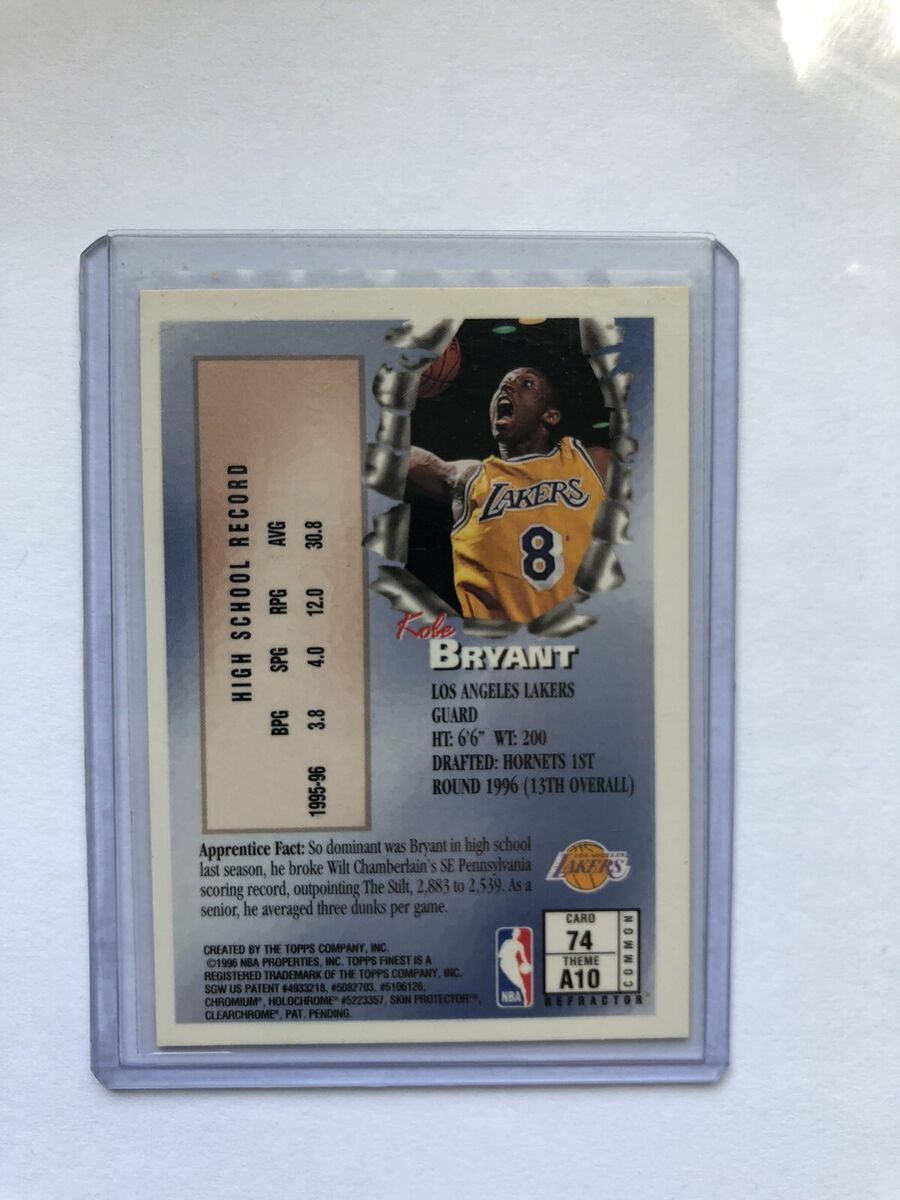 HIGH SCHOOL RECORD
BPG SPG RPG AVG
1995-96 3.8 4.0 12.0 30.8
LAKERS
8
Kobe
BRYANT
LOS ANGELES LAKERS
GUARD
HT: 6'6" WT: 200
DRAFTED: HORNETS 1ST
ROUND 1996 (13TH OVERALL)
Apprentice Fact: So dominant was Bryant in high school
last season, he broke Wilt Chamberlain's SE Pennsylvania
scoring record, outpointing The Stilt, 2,883 to 2,539. As a
senior, he averaged three dunks per game.
LOS ANGELES
LAKERS
CREATED BY THE TOPPS COMPANY, INC.
©1996 NBA PROPERTIES, INC. TOPPS FINEST IS A
REGISTERED TRADEMARK OF THE TOPPS COMPANY, INC.
SGW US PATENT #4933218, #5082703, #5106126,
CHROMIUM®, HOLOCHROME® #5223357, SKIN PROTECTOR™,
CLEARCHROME®, PAT. PENDING.
NBA
CARD
74
THEME
A10
COMMON
REFRACTOR